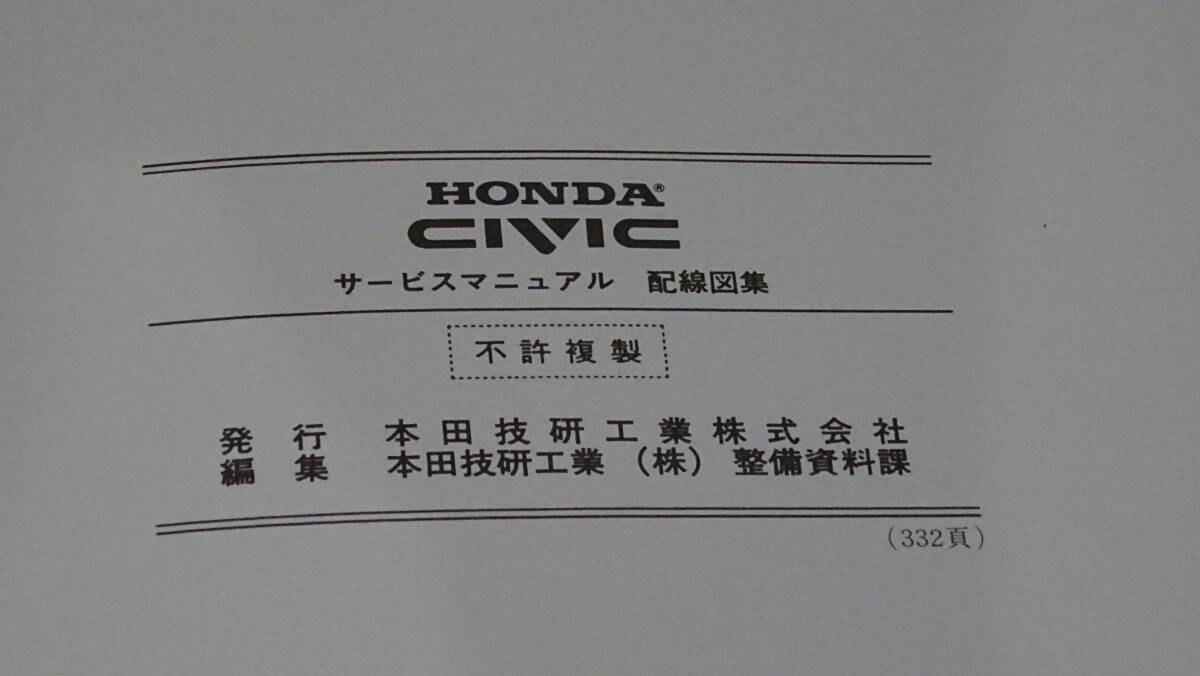 HONDA®
CIVIC
サービスマニュアル 配線図集
不許複製
発行 本田技研工業株式会社
編集 本田技研工業（株）整備資料課
（332頁）